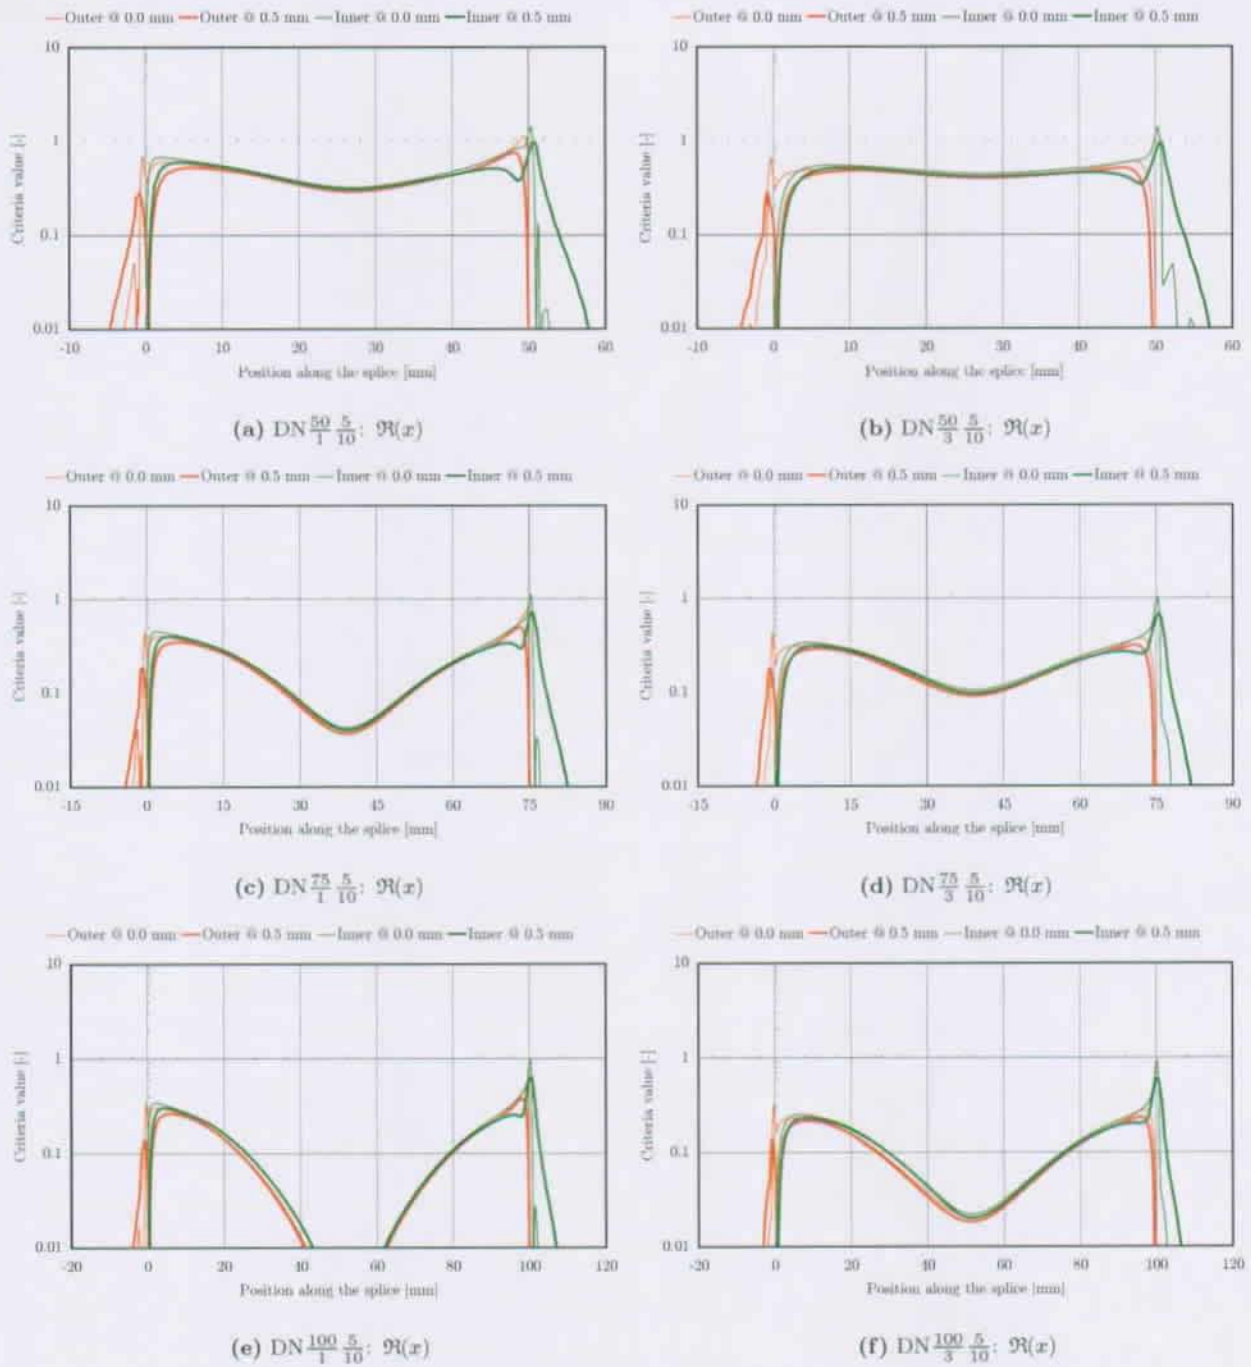 Outer @ 0.0 mm Outer @ 0.5 mm Inner @ 0.0 mm Inner @ 0.5 mm
Outer @ 0.0 mm Outer @ 0.5 mm Inner @ 0.0 mm Inner @ 0.5 mm
10
1
0.1
0.01
Criteria value [-]
-10 0 10 20 30 40 50 60
Position along the splice [mm]
10
1
0.1
0.01
Criteria value [-]
-10 0 10 20 30 40 50 60
Position along the splice [mm]
(a) DN 50/1 5/10: ℜ(x)
(b) DN 50/3 5/10: ℜ(x)
Outer @ 0.0 mm Outer @ 0.5 mm Inner @ 0.0 mm Inner @ 0.5 mm
Outer @ 0.0 mm Outer @ 0.5 mm Inner @ 0.0 mm Inner @ 0.5 mm
10
1
0.1
0.01
Criteria value [-]
-15 0 15 30 45 60 75 90
Position along the splice [mm]
10
1
0.1
0.01
Criteria value [-]
-15 0 15 30 45 60 75 90
Position along the splice [mm]
(c) DN 75/1 5/10: ℜ(x)
(d) DN 75/3 5/10: ℜ(x)
Outer @ 0.0 mm Outer @ 0.5 mm Inner @ 0.0 mm Inner @ 0.5 mm
Outer @ 0.0 mm Outer @ 0.5 mm Inner @ 0.0 mm Inner @ 0.5 mm
10
1
0.1
0.01
Criteria value [-]
-20 0 20 40 60 80 100 120
Position along the splice [mm]
10
1
0.1
0.01
Criteria value [-]
-20 0 20 40 60 80 100 120
Position along the splice [mm]
(e) DN 100/1 5/10: ℜ(x)
(f) DN 100/3 5/10: ℜ(x)